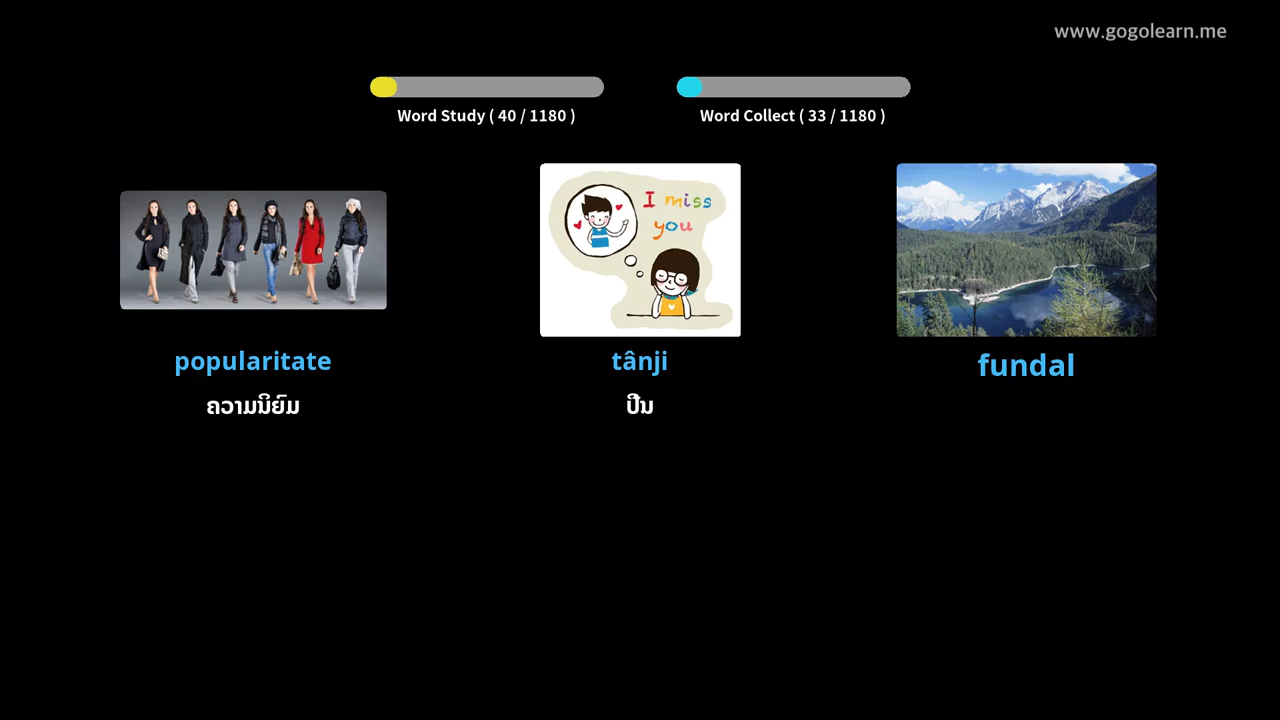 www.gogolearn.me
Word Study ( 40 / 1180 )
Word Collect ( 33 / 1180 )
I miss
you
popularitate
tânji
fundal
ຄວາມນິຍົມ
ປີ້ນ